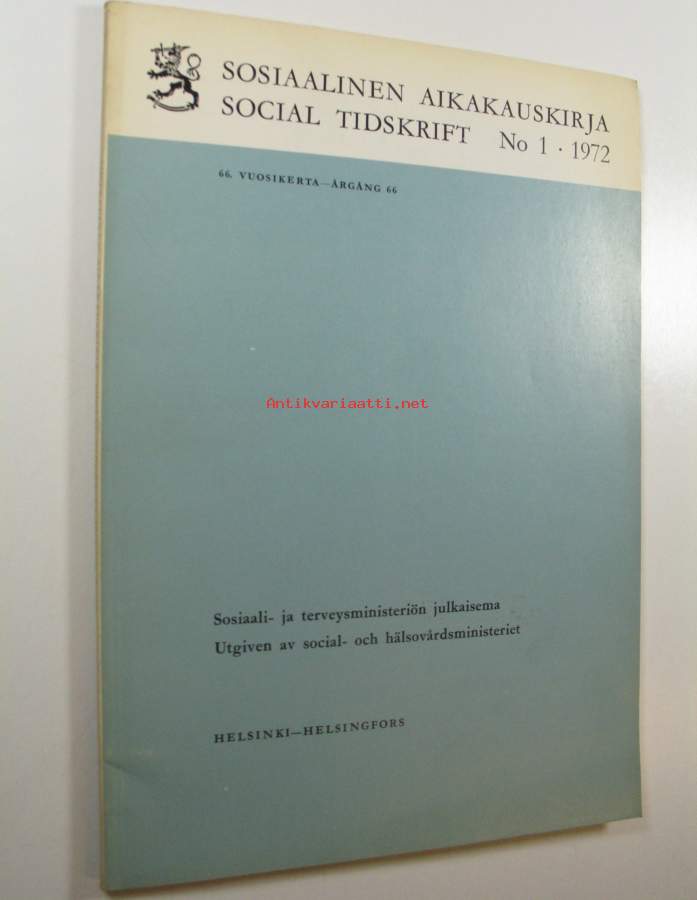 SOSIAALINEN AIKAKAUSKIRJA
SOCIAL TIDSKRIFT No 1 · 1972
66. VUOSIKERTA—ÅRGÅNG 66
Antikvariaatti.net
Sosiaali- ja terveysministeriön julkaisema
Utgiven av social- och hälsovårdsministeriet
HELSINKI—HELSINGFORS